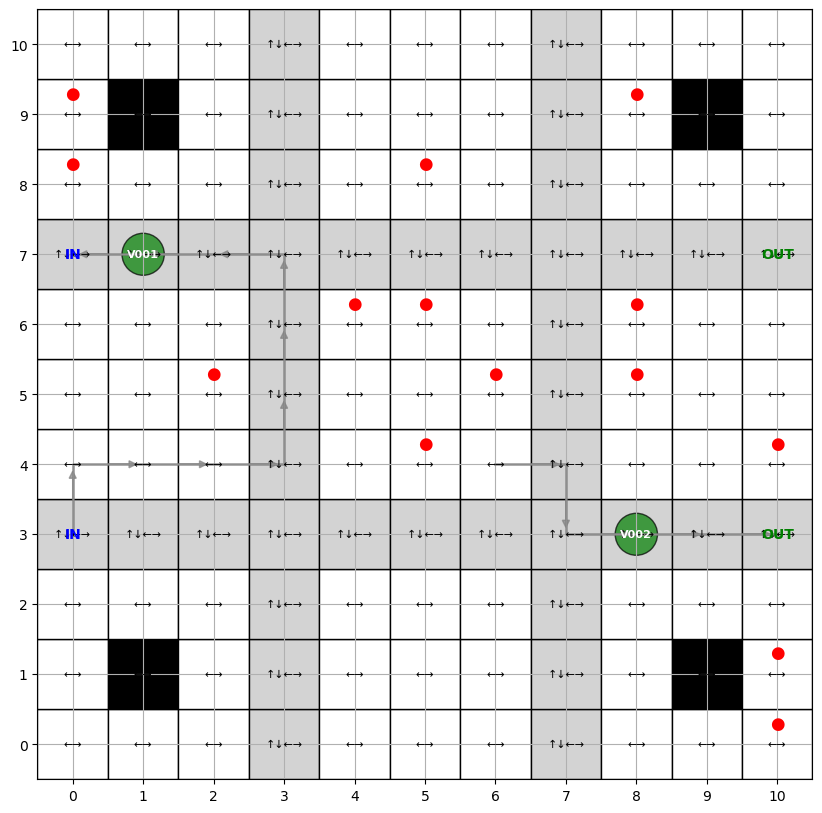 10 ←→ ←→ ←→ ↑↓←→ ←→ ←→ ←→ ↑↓←→ ←→ ←→ ←→
9 ←→ ←→ ↑↓←→ ←→ ←→ ←→ ↑↓←→ ←→ ←→
8 ←→ ←→ ←→ ↑↓←→ ←→ ←→ ←→ ↑↓←→ ←→ ←→ ←→
7 IN V001 ↑↓←→ ↑↓←→ ↑↓←→ ↑↓←→ ↑↓←→ ↑↓←→ ↑↓←→ ↑↓←→ OUT
6 ←→ ←→ ←→ ↑↓←→ ←→ ←→ ←→ ↑↓←→ ←→ ←→ ←→
5 ←→ ←→ ←→ ↑↓←→ ←→ ←→ ←→ ↑↓←→ ←→ ←→ ←→
4 ←→ ←→ ←→ ↑↓←→ ←→ ←→ ←→ ↑↓←→ ←→ ←→ ←→
3 IN ↑↓←→ ↑↓←→ ↑↓←→ ↑↓←→ ↑↓←→ ↑↓←→ ↑↓←→ V002 ↑↓←→ OUT
2 ←→ ←→ ←→ ↑↓←→ ←→ ←→ ←→ ↑↓←→ ←→ ←→ ←→
1 ←→ ←→ ↑↓←→ ←→ ←→ ←→ ↑↓←→ ←→ ←→
0 ←→ ←→ ←→ ↑↓←→ ←→ ←→ ←→ ↑↓←→ ←→ ←→ ←→
0 1 2 3 4 5 6 7 8 9 10